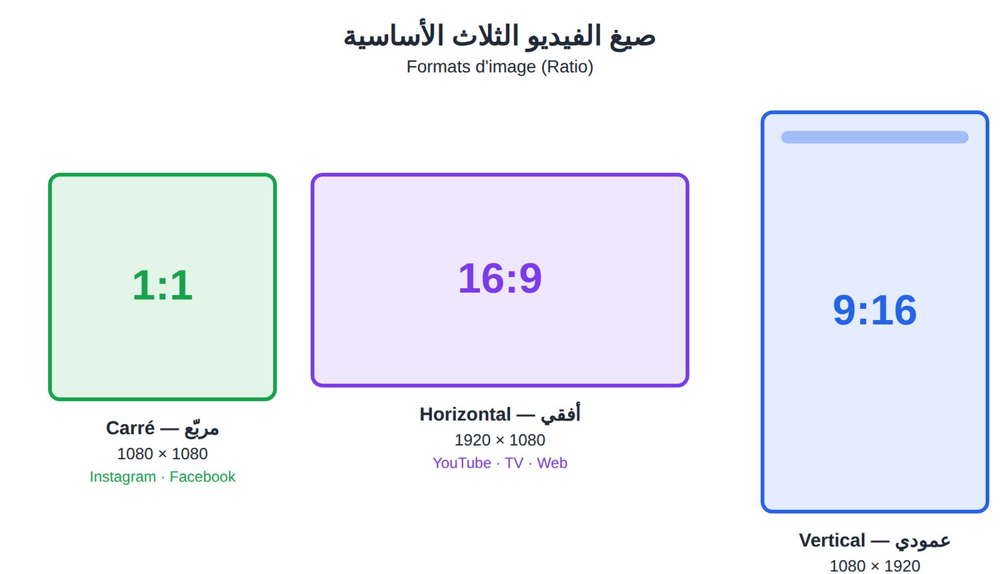 صيغ الفيديو الثلاث الأساسية
Formats d'image (Ratio)
1:1
Carré — مربّع
1080 × 1080
Instagram · Facebook
16:9
Horizontal — أفقي
1920 × 1080
YouTube · TV · Web
9:16
Vertical — عمودي
1080 × 1920